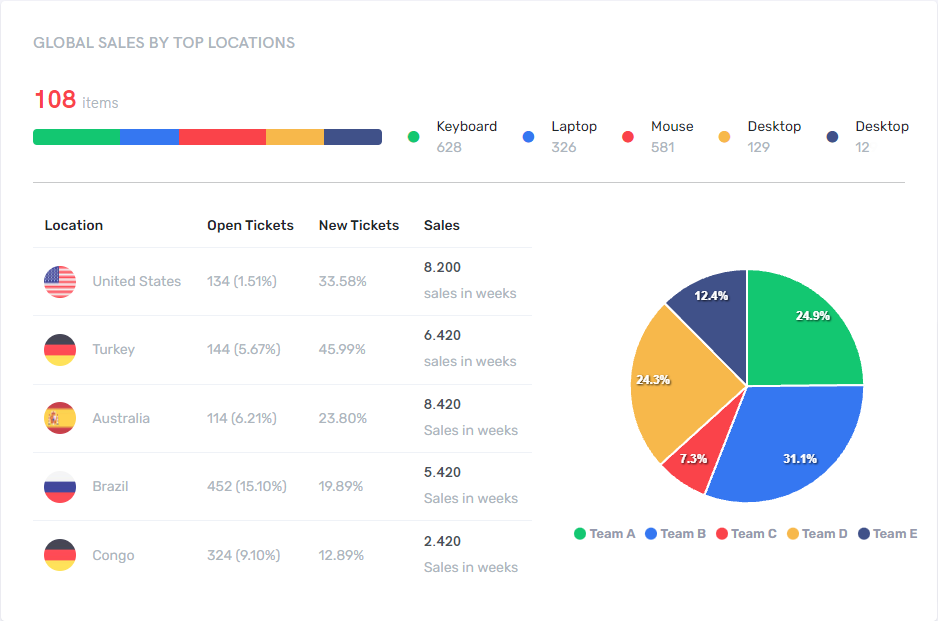 GLOBAL SALES BY TOP LOCATIONS
108 items
Keyboard Laptop Mouse Desktop Desktop
628 326 581 129 12
Location Open Tickets New Tickets Sales
8.200
United States 134 (1.51%) 33.58%
sales in weeks
6.420
Turkey 144 (5.67%) 45.99%
sales in weeks
8.420
Australia 114 (6.21%) 23.80%
Sales in weeks
5.420
Brazil 452 (15.10%) 19.89%
Sales in weeks
2.420
Congo 324 (9.10%) 12.89%
Sales in weeks
12.4%
24.9%
24.3%
7.3%
31.1%
Team A Team B Team C Team D Team E